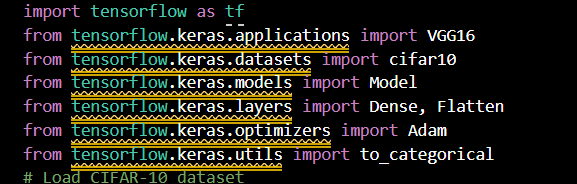 import tensorflow as tf
from tensorflow.keras.applications import VGG16
from tensorflow.keras.datasets import cifar10
from tensorflow.keras.models import Model
from tensorflow.keras.layers import Dense, Flatten
from tensorflow.keras.optimizers import Adam
from tensorflow.keras.utils import to_categorical
# Load CIFAR-10 dataset